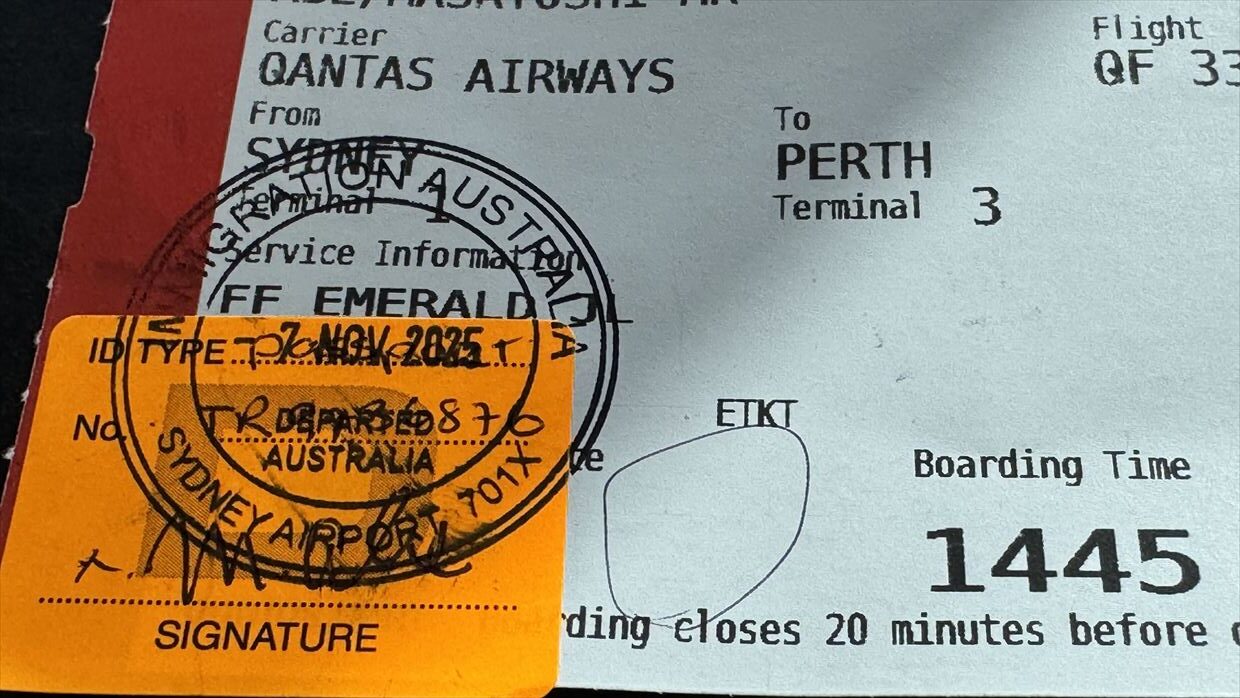 Carrier
QANTAS AIRWAYS
Flight
QF 33
From
SYDNEY
Terminal 1
To
PERTH
Terminal 3
Service Information
FF EMERALD
IMMIGRATION AUSTRALIA
7 NOV 2025
DEPARTED
AUSTRALIA
SYDNEY AIRPORT 701X
ID TYPE
No.
SIGNATURE
ETKT
Boarding Time
1445
rding closes 20 minutes before